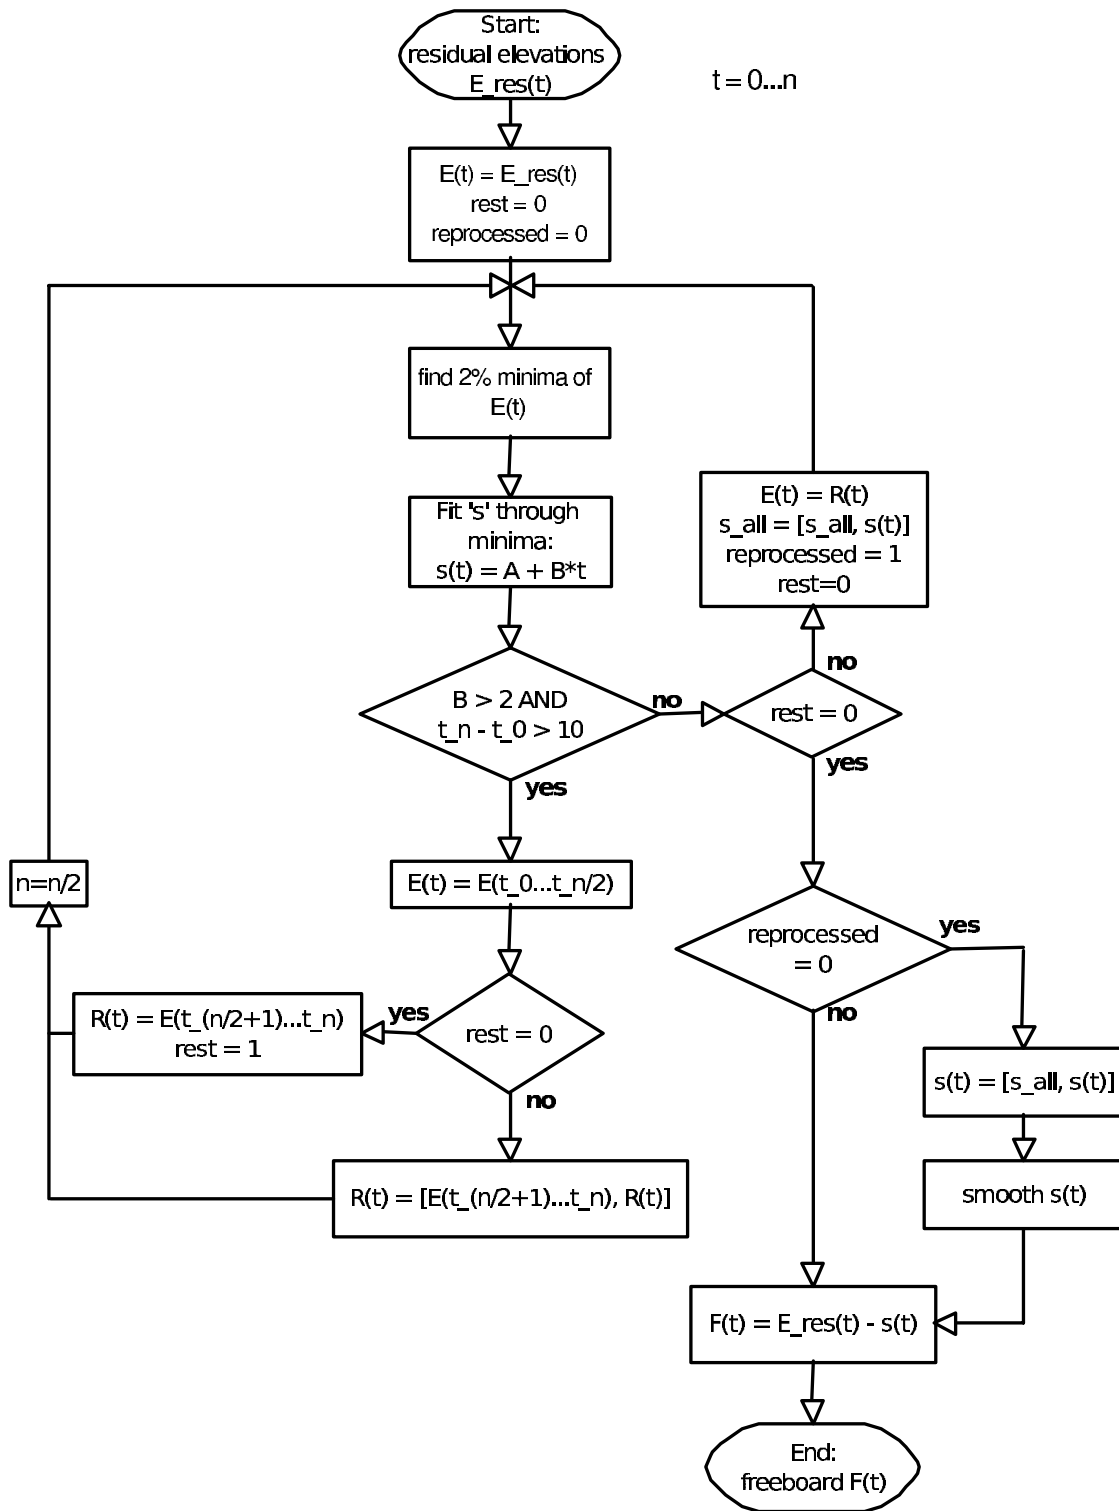 Start:
residual elevations
E_res(t)
t = 0...n
E(t) = E_res(t)
rest = 0
reprocessed = 0
find 2% minima of
E(t)
Fit 's' through
minima:
s(t) = A + B*t
E(t) = R(t)
s_all = [s_all, s(t)]
reprocessed = 1
rest=0
B > 2 AND
t_n - t_0 > 10
no
yes
rest = 0
no
yes
n=n/2
E(t) = E(t_0...t_n/2)
reprocessed
= 0
yes
no
R(t) = E(t_(n/2+1)...t_n)
rest = 1
yes
rest = 0
no
s(t) = [s_all, s(t)]
R(t) = [E(t_(n/2+1)...t_n), R(t)]
smooth s(t)
F(t) = E_res(t) - s(t)
End:
freeboard F(t)